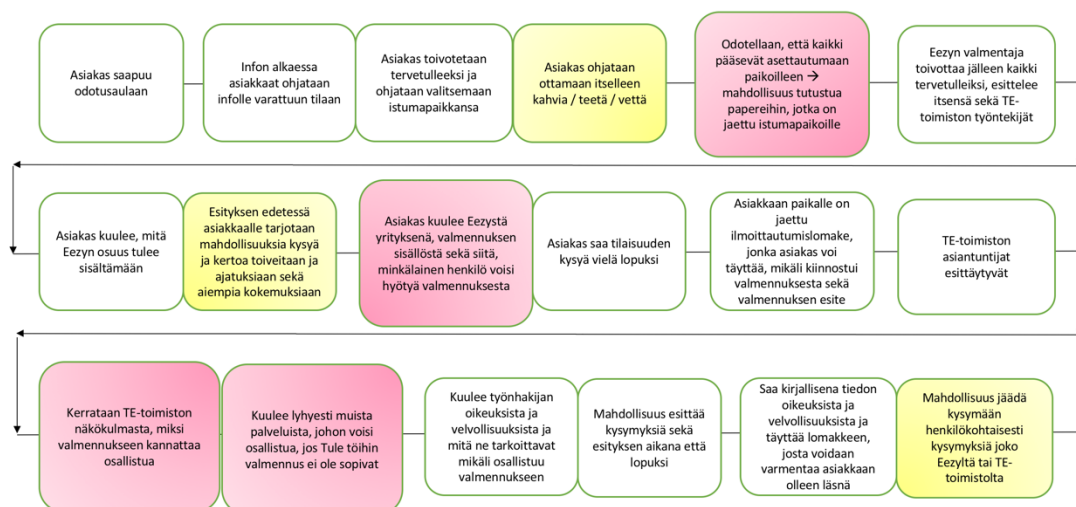 Asiakas saapuu
odotusaulaan
Infon alkaessa
asiakkaat ohjataan
infolle varattuun tilaan
Asiakas toivotetaan
tervetulleeksi ja
ohjataan valitsemaan
istumapaikkansa
Asiakas ohjataan
ottamaan itselleen
kahvia / teetä / vettä
Odotellaan, että kaikki
pääsevät asettautumaan
paikoilleen →
mahdollisuus tutustua
papereihin, jotka on
jaettu istumapaikoille
Eezyn valmentaja
toivottaa jälleen kaikki
tervetulleiksi, esittelee
itsensä sekä TE-
toimiston työntekijät
Asiakas kuulee, mitä
Eezyn osuus tulee
sisältämään
Esityksen edetessä
asiakkaalle tarjotaan
mahdollisuuksia kysyä
ja kertoa toiveitaan ja
ajatuksiaan sekä
aiempia kokemuksiaan
Asiakas kuulee Eezystä
yrityksenä, valmennuksen
sisällöstä sekä siitä,
minkälainen henkilö voisi
hyötyä valmennuksesta
Asiakas saa tilaisuuden
kysyä vielä lopuksi
Asiakkaan paikalle on
jaettu
ilmoittautumislomake,
jonka asiakas voi
täyttää, mikäli kiinnostui
valmennuksesta sekä
valmennuksen esite
TE-toimiston
asiantuntijat
esittäytyvät
Kerrataan TE-toimiston
näkökulmasta, miksi
valmennukseen kannattaa
osallistua
Kuulee lyhyesti muista
palveluista, johon voisi
osallistua, jos Tule töihin
valmennus ei ole sopivat
Kuulee työnhakijan
oikeuksista ja
velvollisuuksista ja
mitä ne tarkoittavat
mikäli osallistuu
valmennukseen
Mahdollisuus esittää
kysymyksiä sekä
esityksen aikana että
lopuksi
Saa kirjallisena tiedon
oikeuksista ja
velvollisuuksista ja
täyttää lomakkeen,
josta voidaan
varmentaa asiakkaan
olleen läsnä
Mahdollisuus jäädä
kysymään
henkilökohtaisesti
kysymyksiä joko
Eezyltä tai TE-
toimistolta